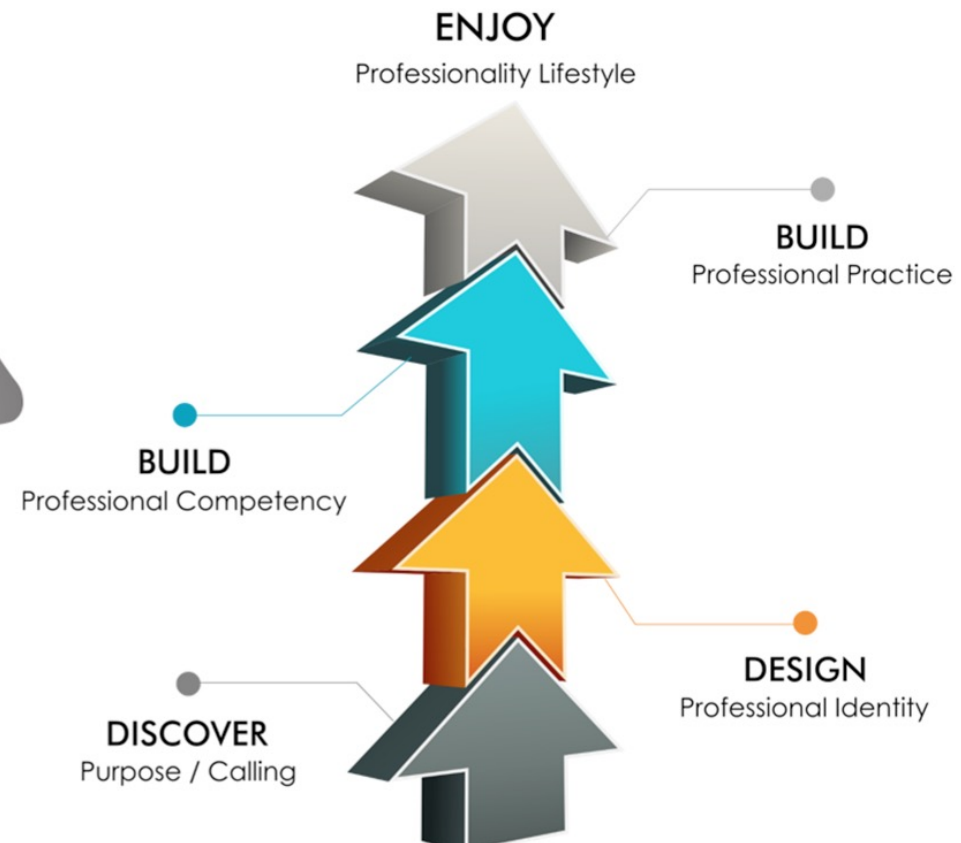 ENJOY
Professionality Lifestyle
BUILD
Professional Practice
BUILD
Professional Competency
DESIGN
Professional Identity
DISCOVER
Purpose / Calling